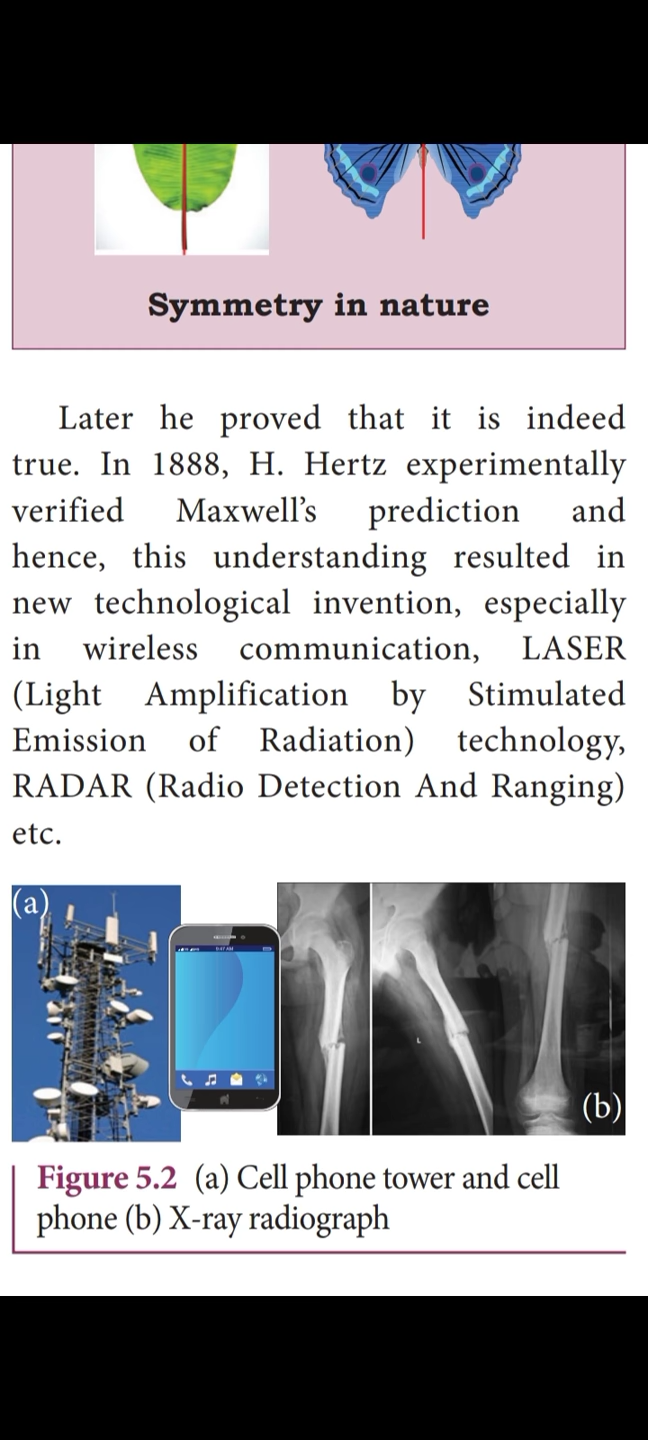 Symmetry in nature
Later he proved that it is indeed
true. In 1888, H. Hertz experimentally
verified Maxwell’s prediction and
hence, this understanding resulted in
new technological invention, especially
in wireless communication, LASER
(Light Amplification by Stimulated
Emission of Radiation) technology,
RADAR (Radio Detection And Ranging)
etc.
(a)
L
(b)
Figure 5.2 (a) Cell phone tower and cell
phone (b) X-ray radiograph